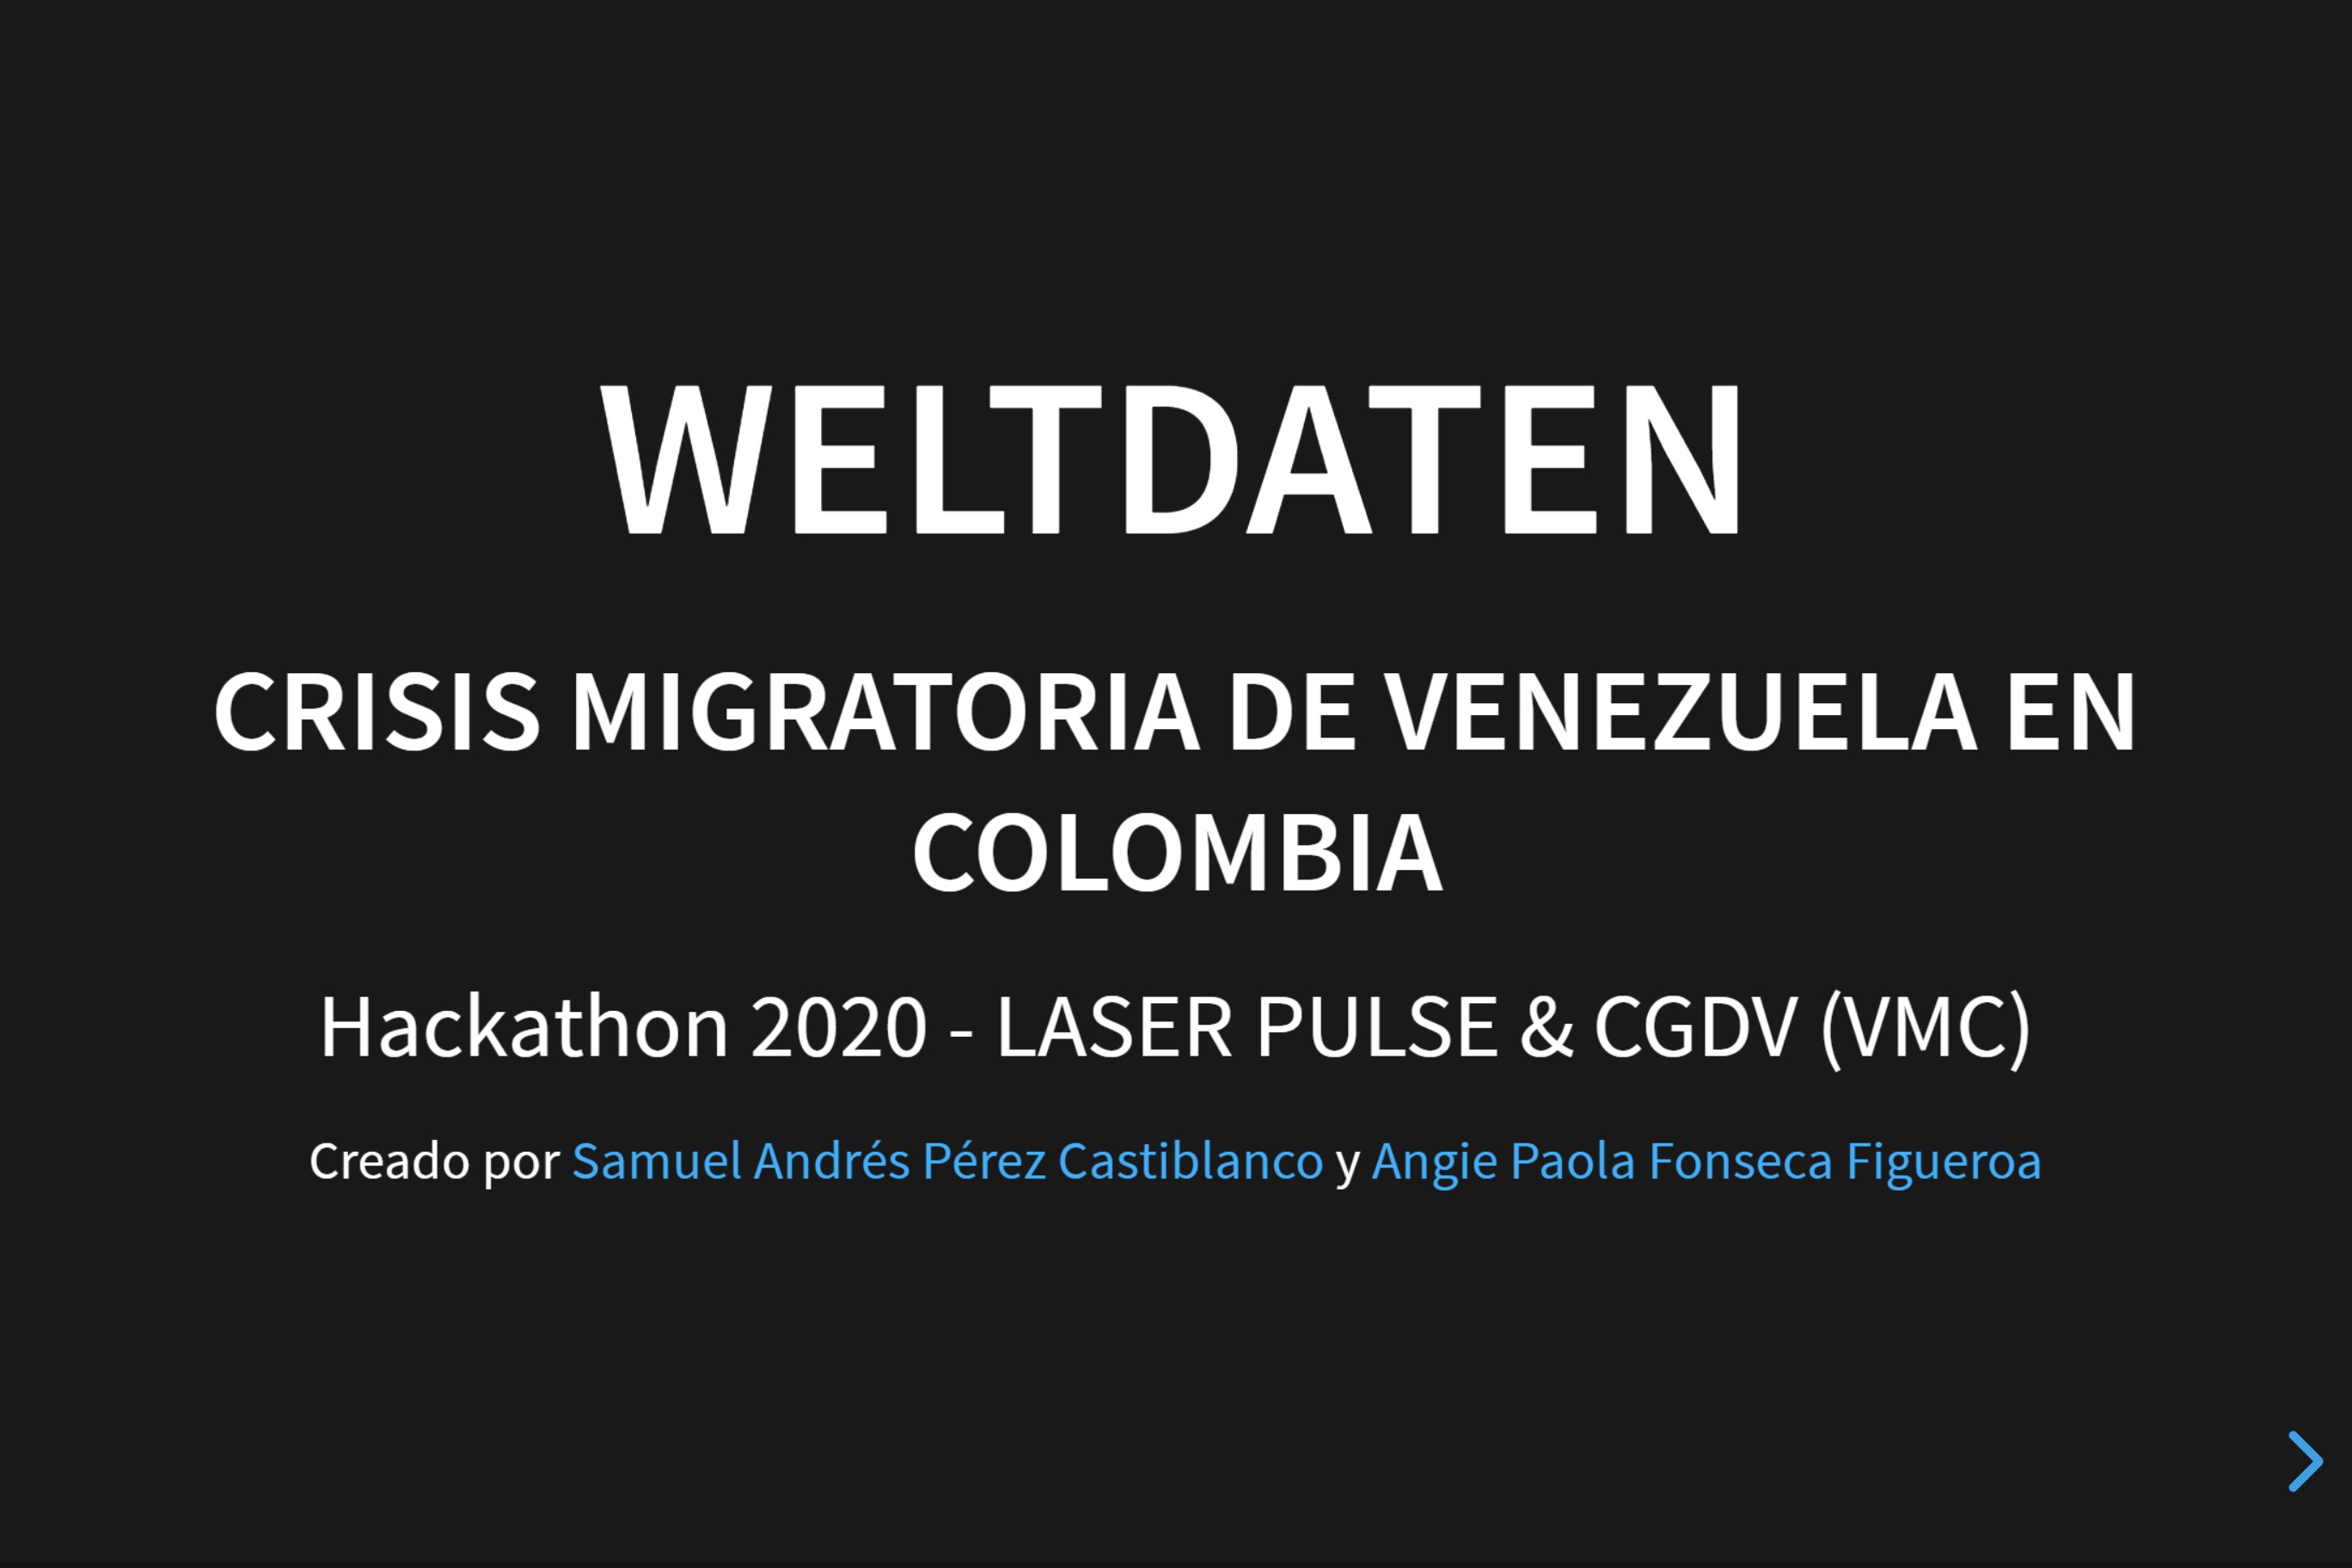 WELTDATEN
CRISIS MIGRATORIA DE VENEZUELA EN
COLOMBIA
Hackathon 2020 - LASER PULSE & CGDV (VMC)
Creado por Samuel Andrés Pérez Castiblanco y Angie Paola Fonseca Figueroa